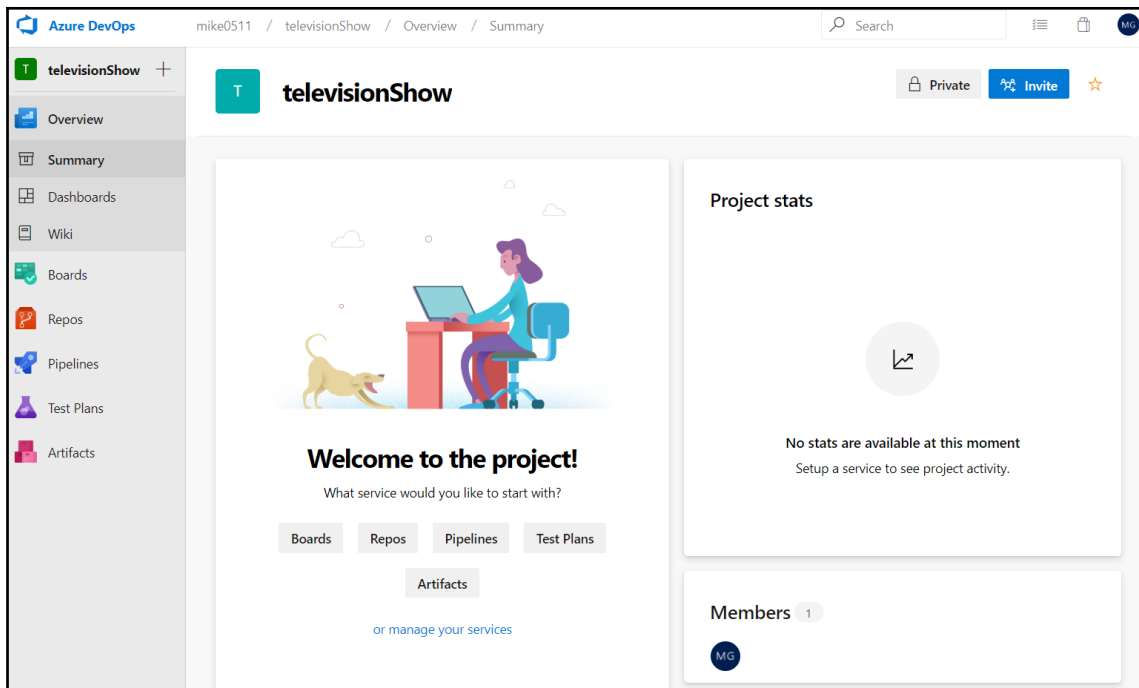 Azure DevOps
mike0511 / televisionShow / Overview / Summary
Search
MG
T televisionShow
Overview
Summary
Dashboards
Wiki
Boards
Repos
Pipelines
Test Plans
Artifacts
T televisionShow
Private
Invite
Welcome to the project!
What service would you like to start with?
Boards Repos Pipelines Test Plans
Artifacts
or manage your services
Project stats
No stats are available at this moment
Setup a service to see project activity.
Members 1
MG